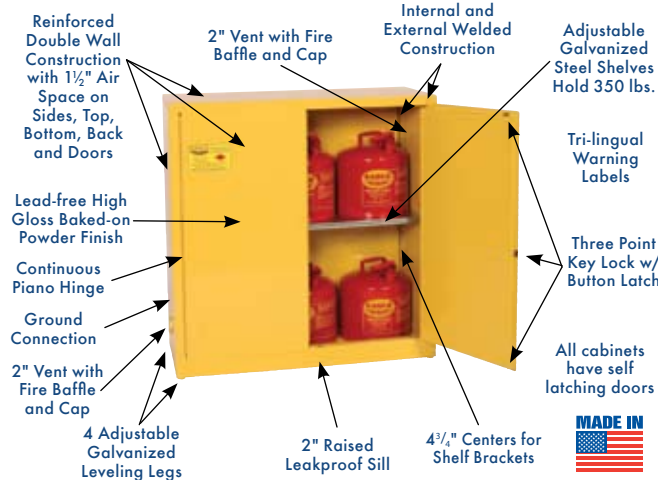 Reinforced
Double Wall
Construction
with 1½" Air
Space on
Sides, Top,
Bottom, Back
and Doors
2" Vent with Fire
Baffle and Cap
Internal and
External Welded
Construction
Adjustable
Galvanized
Steel Shelves
Hold 350 lbs.
Tri-lingual
Warning
Labels
Lead-free High
Gloss Baked-on
Powder Finish
Three Point
Key Lock w/
Button Latch
Continuous
Piano Hinge
Ground
Connection
2" Vent with
Fire Baffle
and Cap
All cabinets
have self
latching doors
4 Adjustable
Galvanized
Leveling Legs
2" Raised
Leakproof Sill
4¾" Centers for
Shelf Brackets
MADE IN